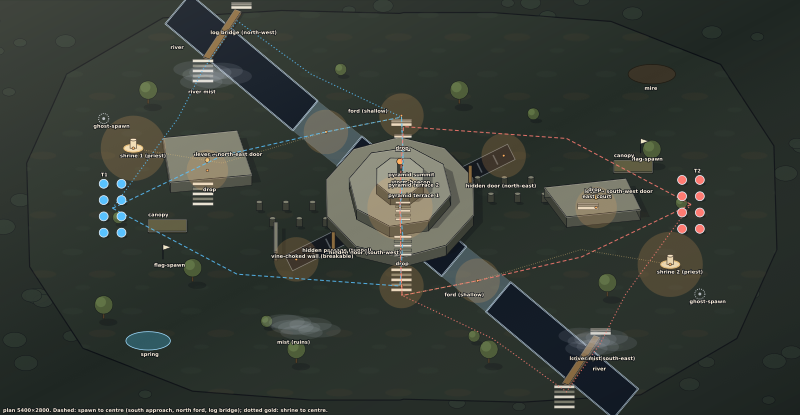 log bridge (north-west)
river
river mist
mire
ford (shallow)
ghost-spawn
shrine 1 (priest)
north-east door
drop
drop
canopy
flag-spawn
T1
T2
pyramid summit
pyramid terrace 2
pyramid terrace 1
hidden door (north-east)
south-west door
east court
drop
canopy
flag-spawn
vine-choked wall (breakable)
drop
shrine 2 (priest)
ghost-spawn
ford (shallow)
mist (ruins)
spring
river
plan 5400×2800. Dashed: spawn to centre (south approach, north ford, log bridge); dotted gold: shrine to centre.